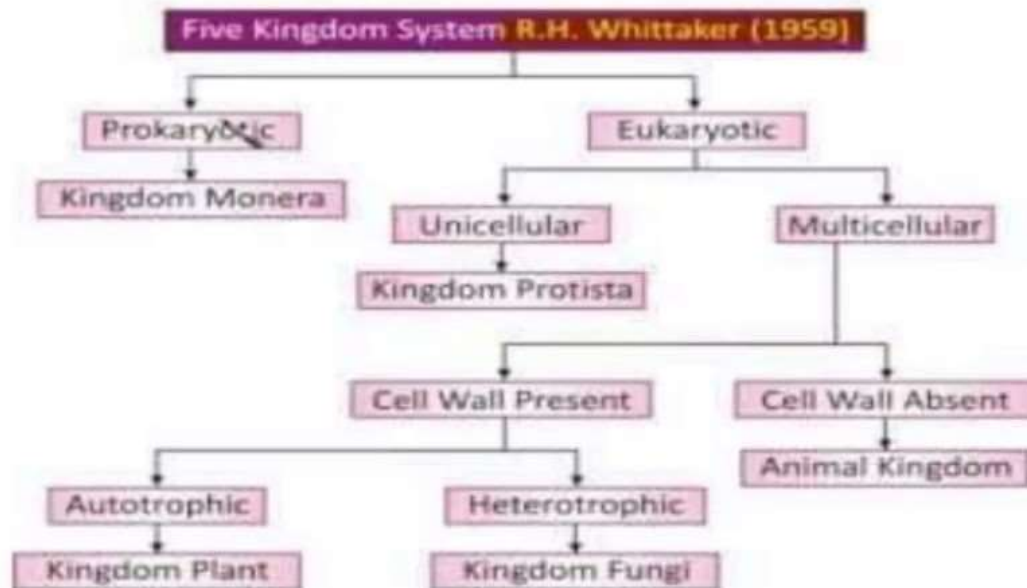 Five Kingdom System R.H. Whittaker (1959]
Prokaryotic
Eukaryotic
Kingdom Monera
Unicellular
Multicellular
Kingdom Protista
Cell Wall Present
Cell Wall Absent
Animal Kingdom
Autotrophic
Heterotrophic
Kingdom Plant
Kingdom Fungi